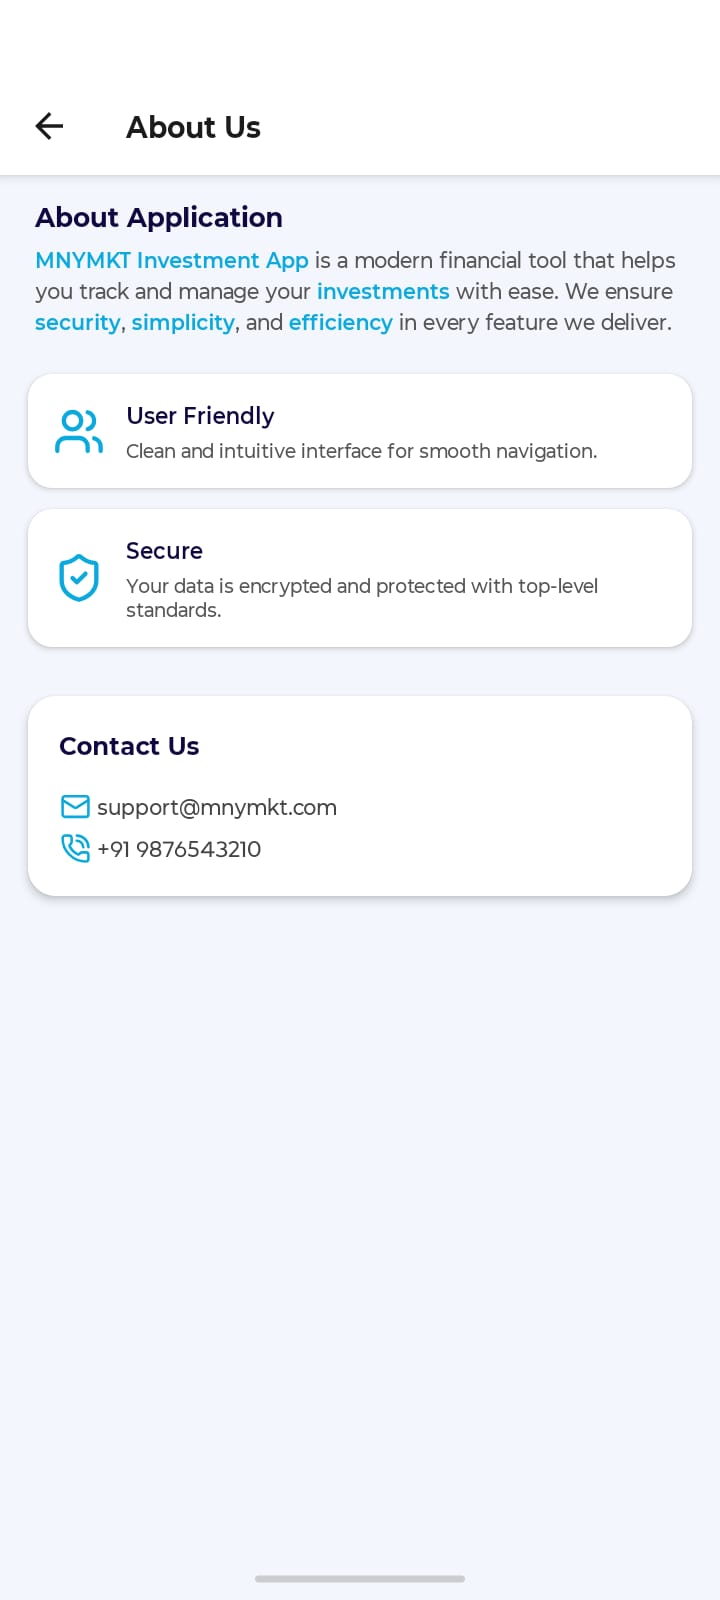 About Us
About Application
MNYMKT Investment App is a modern financial tool that helps
you track and manage your investments with ease. We ensure
security, simplicity, and efficiency in every feature we deliver.
User Friendly
Clean and intuitive interface for smooth navigation.
Secure
Your data is encrypted and protected with top-level
standards.
Contact Us
support@mnymkt.com
+91 9876543210